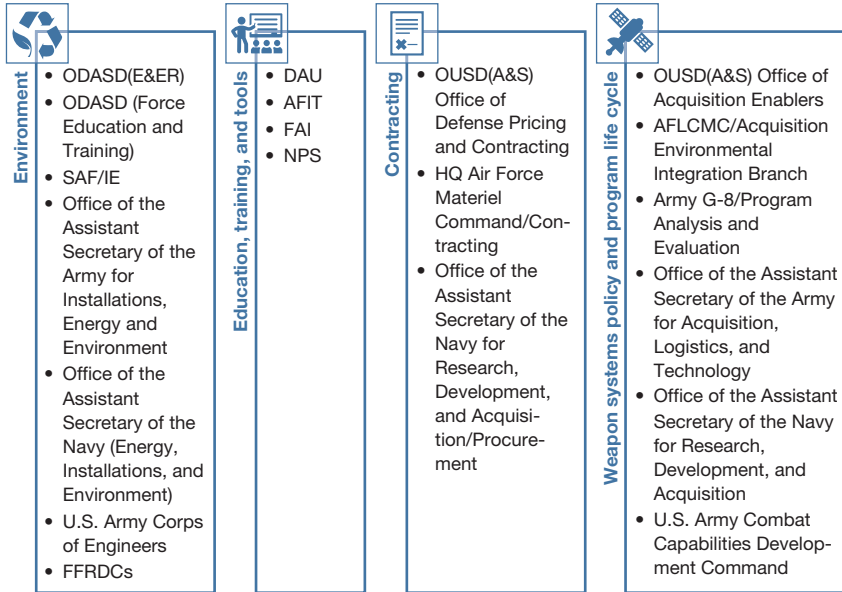 Environment
• ODASD(E&ER)
• ODASD (Force
Education and
Training)
• SAF/IE
• Office of the
Assistant
Secretary of the
Army for
Installations,
Energy and
Environment
• Office of the
Assistant
Secretary of the
Navy (Energy,
Installations, and
Environment)
• U.S. Army Corps
of Engineers
• FFRDCs
Education, training, and tools
• DAU
• AFIT
• FAI
• NPS
Contracting
• OUSD(A&S)
Office of
Defense Pricing
and Contracting
• HQ Air Force
Materiel
Command/Con-
tracting
• Office of the
Assistant
Secretary of the
Navy for
Research,
Development,
and Acquisi-
tion/Procure-
ment
Weapon systems policy and program life cycle
• OUSD(A&S) Office of
Acquisition Enablers
• AFLCMC/Acquisition
Environmental
Integration Branch
• Army G-8/Program
Analysis and
Evaluation
• Office of the Assistant
Secretary of the Army
for Acquisition,
Logistics, and
Technology
• Office of the Assistant
Secretary of the Navy
for Research,
Development, and
Acquisition
• U.S. Army Combat
Capabilities Develop-
ment Command